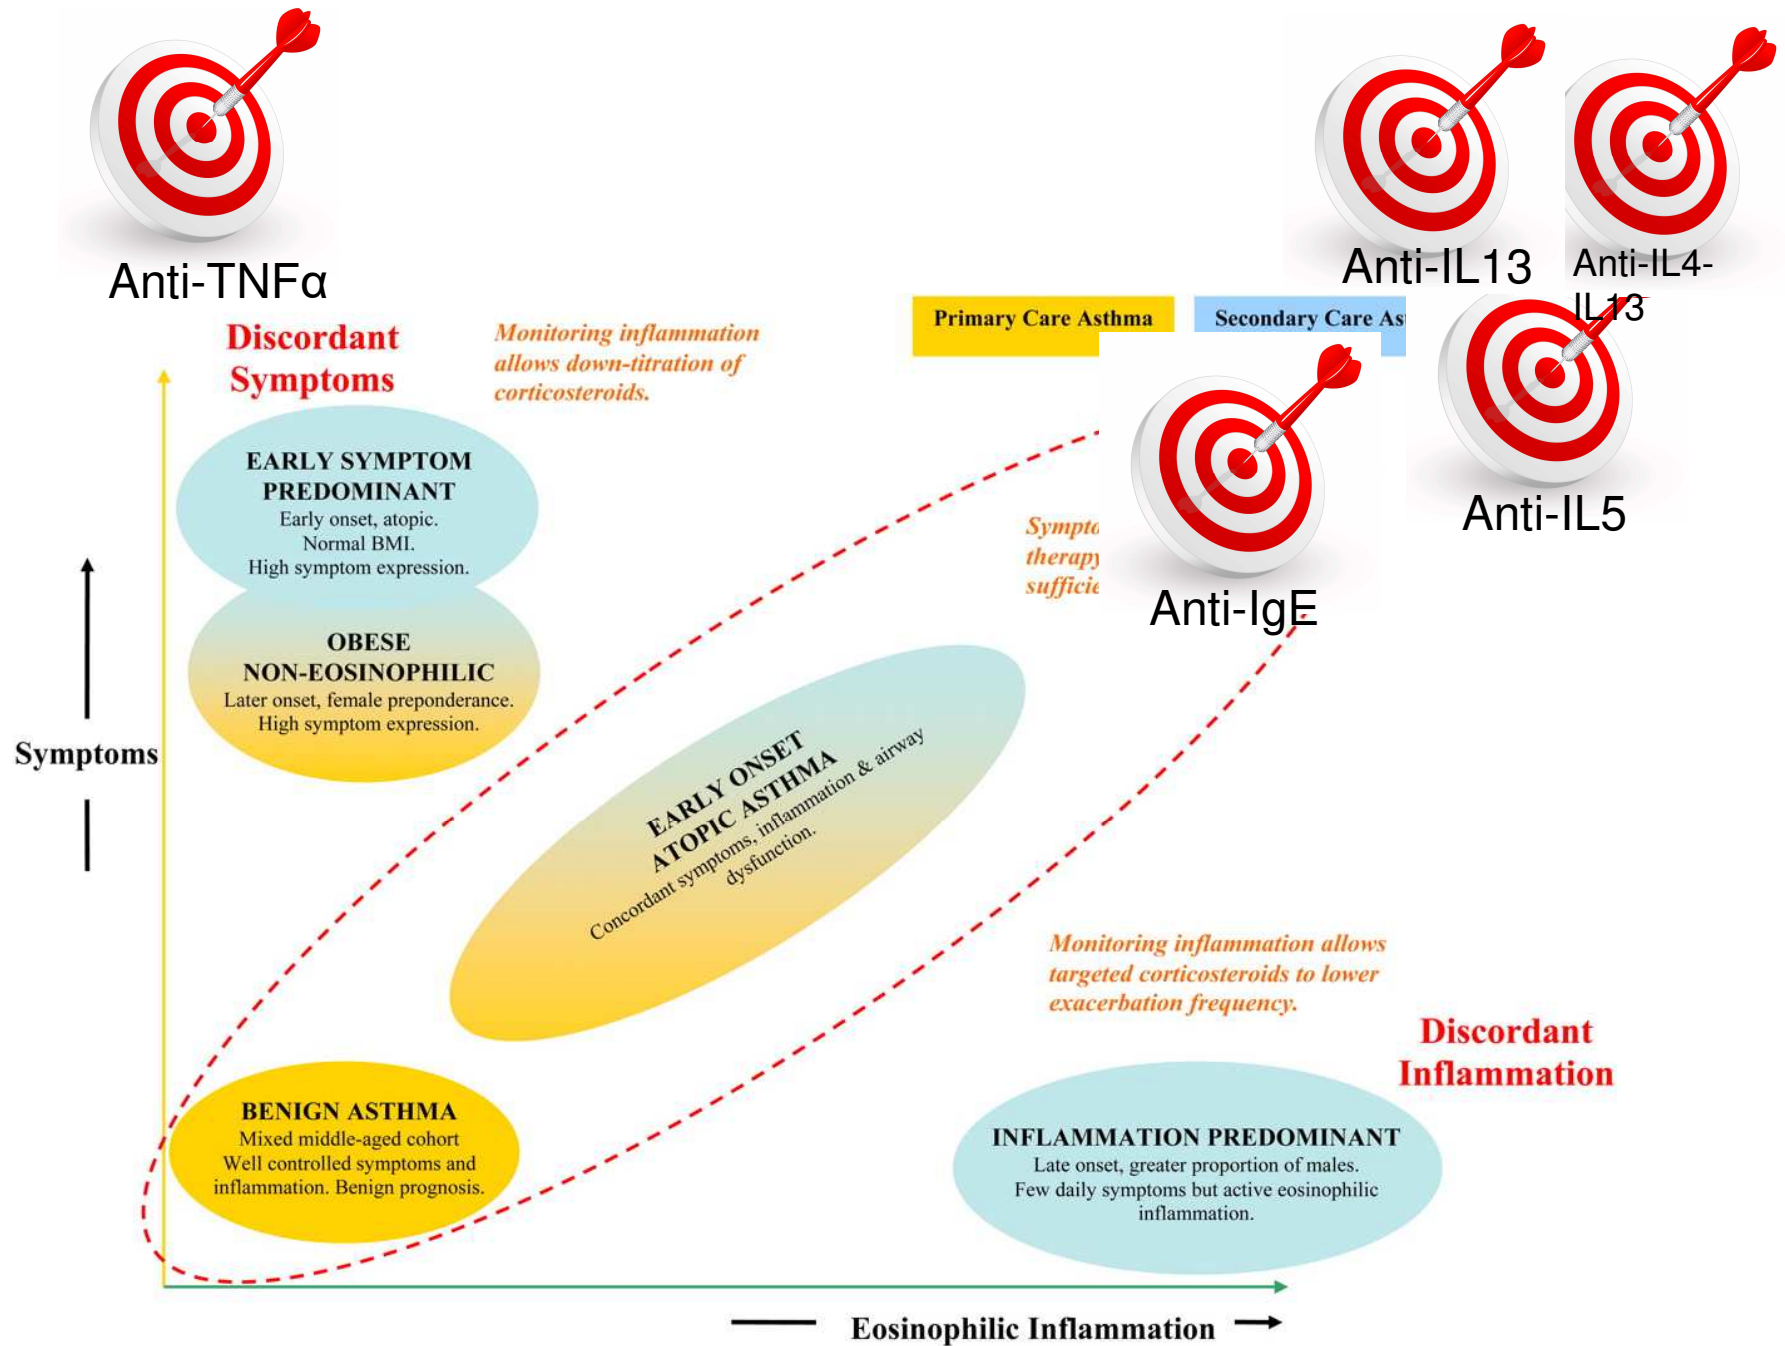 Anti-TNFα
Anti-IL13
Anti-IL4-
IL13
Anti-IL5
Anti-IgE
Primary Care Asthma
Secondary Care
Discordant
Symptoms
Monitoring inflammation
allows down-titration of
corticosteroids.
EARLY SYMPTOM
PREDOMINANT
Early onset, atopic.
Normal BMI.
High symptom expression.
OBESE
NON-EOSINOPHILIC
Later onset, female preponderance.
High symptom expression.
Symptoms
therapy
EARLY ONSET
ATOPIC ASTHMA
Concordant symptoms, inflammation & airway
dysfunction.
Monitoring inflammation allows
targeted corticosteroids to lower
exacerbation frequency.
Discordant
Inflammation
BENIGN ASTHMA
Mixed middle-aged cohort
Well controlled symptoms and
inflammation. Benign prognosis.
INFLAMMATION PREDOMINANT
Late onset, greater proportion of males.
Few daily symptoms but active eosinophilic
inflammation.
Eosinophilic Inflammation